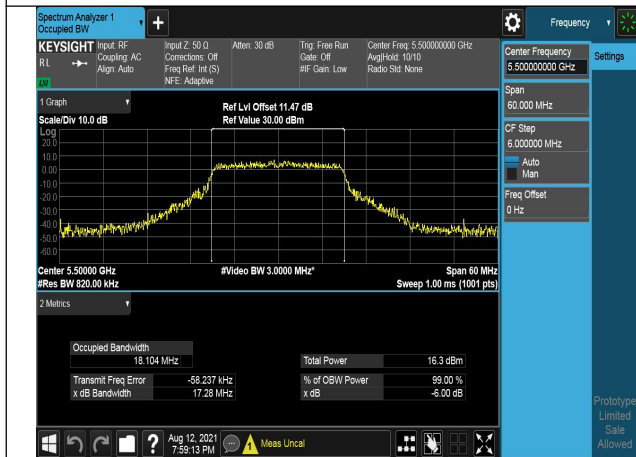 Spectrum Analyzer 1
Occupied BW
+
Frequency
KEYSIGHT
RL
LXI
Input: RF
Coupling: AC
Align: Auto
Input Z: 50 Ω
Corrections: Off
Freq Ref: Int (S)
NFE: Adaptive
Atten: 30 dB
Trig: Free Run
Gate: Off
#IF Gain: Low
Center Freq: 5.500000000 GHz
Avg|Hold: 10/10
Radio Std: None
1 Graph
Scale/Div 10.0 dB
Ref Lvl Offset 11.47 dB
Ref Value 30.00 dBm
Log
20.0
10.0
0.00
-10.0
-20.0
-30.0
-40.0
-50.0
-60.0
Center 5.50000 GHz
#Res BW 820.00 kHz
#Video BW 3.0000 MHz*
Span 60 MHz
Sweep 1.00 ms (1001 pts)
2 Metrics
Occupied Bandwidth
18.104 MHz
Total Power 16.3 dBm
Transmit Freq Error -58.237 kHz
% of OBW Power 99.00 %
x dB Bandwidth 17.28 MHz
x dB -6.00 dB
Center Frequency
5.500000000 GHz
Settings
Span
60.000 MHz
CF Step
6.000000 MHz
Auto
Man
Freq Offset
0 Hz
Prototype
Limited
Sale
Allowed
?
Aug 12, 2021
7:59:13 PM
Meas Uncal